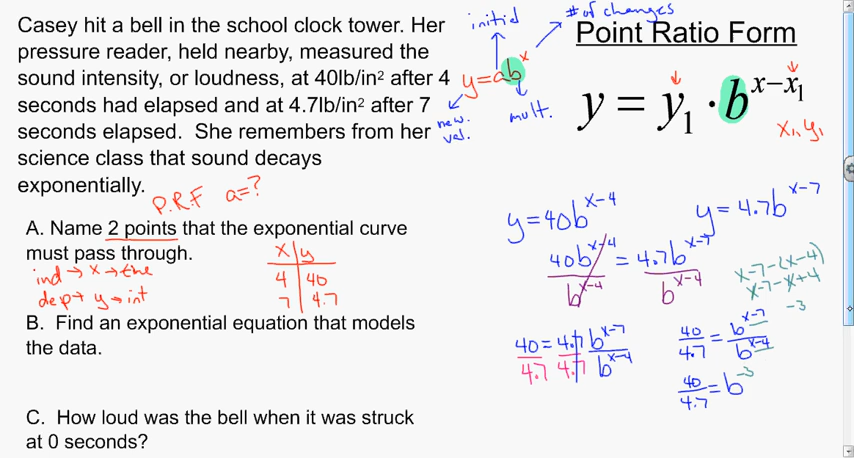 Casey hit a bell in the school clock tower. Her
pressure reader, held nearby, measured the
sound intensity, or loudness, at 40lb/in² after 4
seconds had elapsed and at 4.7lb/in² after 7
seconds elapsed. She remembers from her
science class that sound decays
exponentially.
P.R.F a=?
A. Name 2 points that the exponential curve
must pass through.
ind → x → time
dep → y → int
x | y
4 | 40
7 | 4.7
B. Find an exponential equation that models
the data.
C. How loud was the bell when it was struck
at 0 seconds?
initial
# of changes
y=ab^x
new.
val.
mult.
Point Ratio Form
y = y₁ · b^(x−x₁)
x₁, y₁
y=40b^(x−4)
y=4.7b^(x−7)
40b^(x−4) / b^(x−4) = 4.7b^(x−7) / b^(x−4)
x−7−(x−4)
x−7−x+4
−3
40/4.7 = 4.7/4.7 b^(x−7)/b^(x−4)
40/4.7 = b^(x−7)/b^(x−4)
40/4.7 = b^(−3)